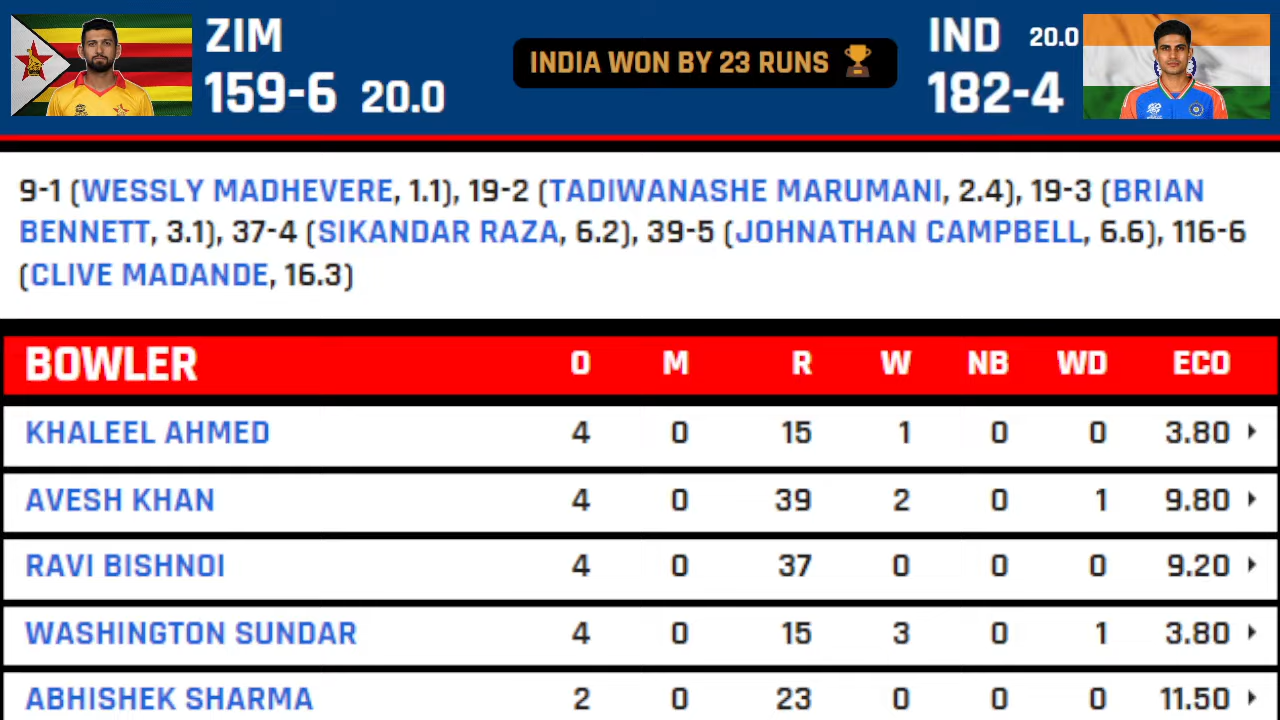 ZIM
159-6 20.0
INDIA WON BY 23 RUNS
IND 20.0
182-4
9-1 (WESSLY MADHEVERE, 1.1), 19-2 (TADIWANASHE MARUMANI, 2.4), 19-3 (BRIAN
BENNETT, 3.1), 37-4 (SIKANDAR RAZA, 6.2), 39-5 (JOHNATHAN CAMPBELL, 6.6), 116-6
(CLIVE MADANDE, 16.3)
BOWLER O M R W NB WD ECO
KHALEEL AHMED 4 0 15 1 0 0 3.80
AVESH KHAN 4 0 39 2 0 1 9.80
RAVI BISHNOI 4 0 37 0 0 0 9.20
WASHINGTON SUNDAR 4 0 15 3 0 1 3.80
ABHISHEK SHARMA 2 0 23 0 0 0 11.50